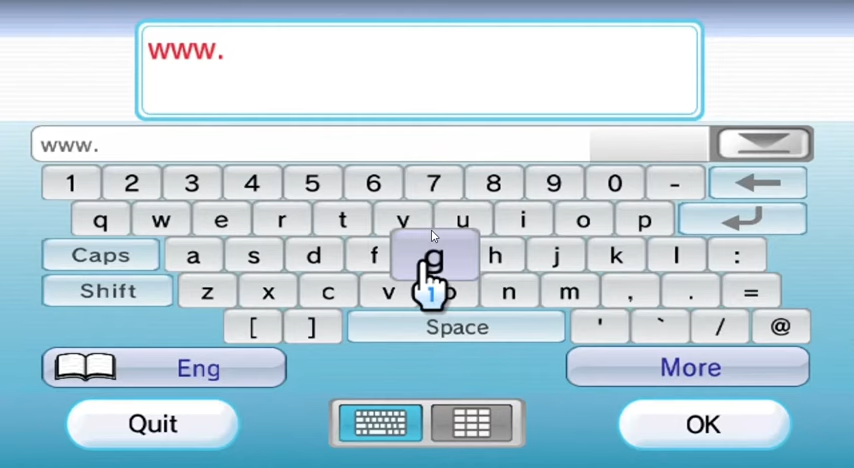 www.
www.
1 2 3 4 5 6 7 8 9 0 -
q w e r t y u i o p
Caps a s d f g h j k l :
Shift z x c v b n m , . =
[ ] Space ' ` / @
Eng More
Quit OK
1